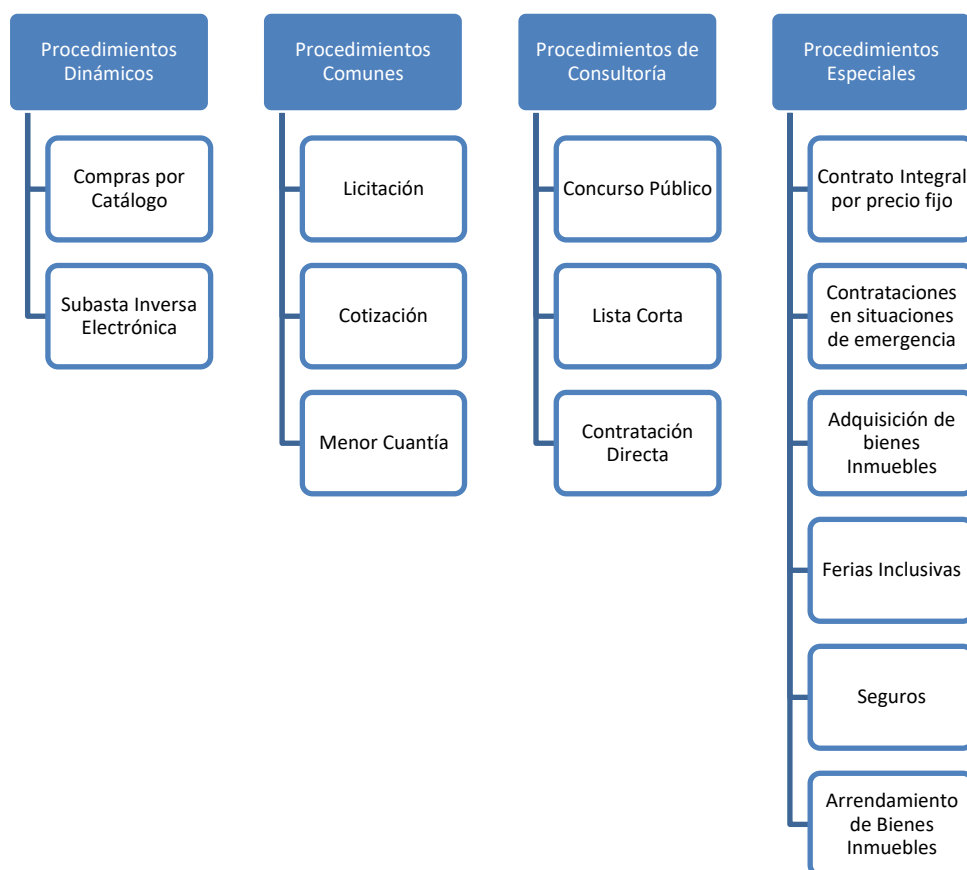 Procedimientos
Dinámicos
Compras por
Catálogo
Subasta Inversa
Electrónica
Procedimientos
Comunes
Licitación
Cotización
Menor Cuantía
Procedimientos de
Consultoría
Concurso Público
Lista Corta
Contratación
Directa
Procedimientos
Especiales
Contrato Integral
por precio fijo
Contrataciones
en situaciones
de emergencia
Adquisición de
bienes
Inmuebles
Ferias Inclusivas
Seguros
Arrendamiento
de Bienes
Inmuebles